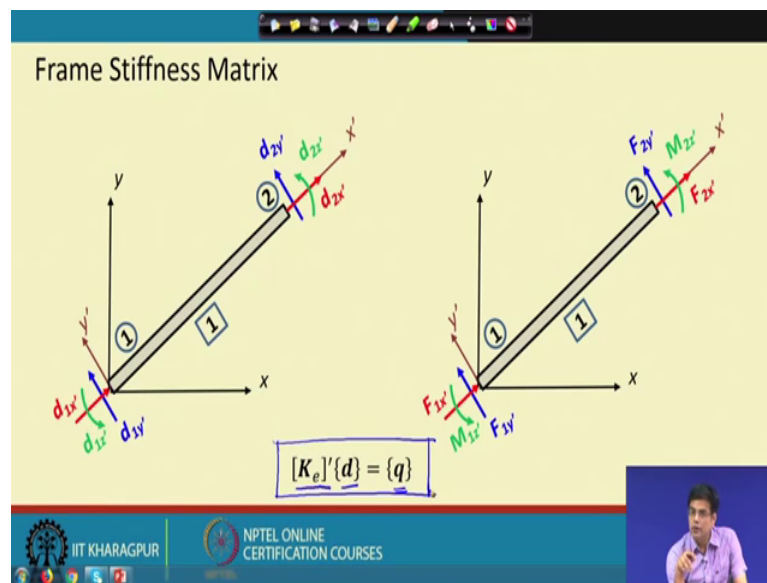 Frame Stiffness Matrix
y
d2y'
d2z'
x'
2
d2x'
y'
1
1
x
d1x'
d1z'
d1y'
y
F2y'
M2z'
x'
2
F2x'
y'
1
1
x
F1x'
M1z'
F1y'
[Ke]'{d} = {q}
IIT KHARAGPUR
NPTEL ONLINE
CERTIFICATION COURSES